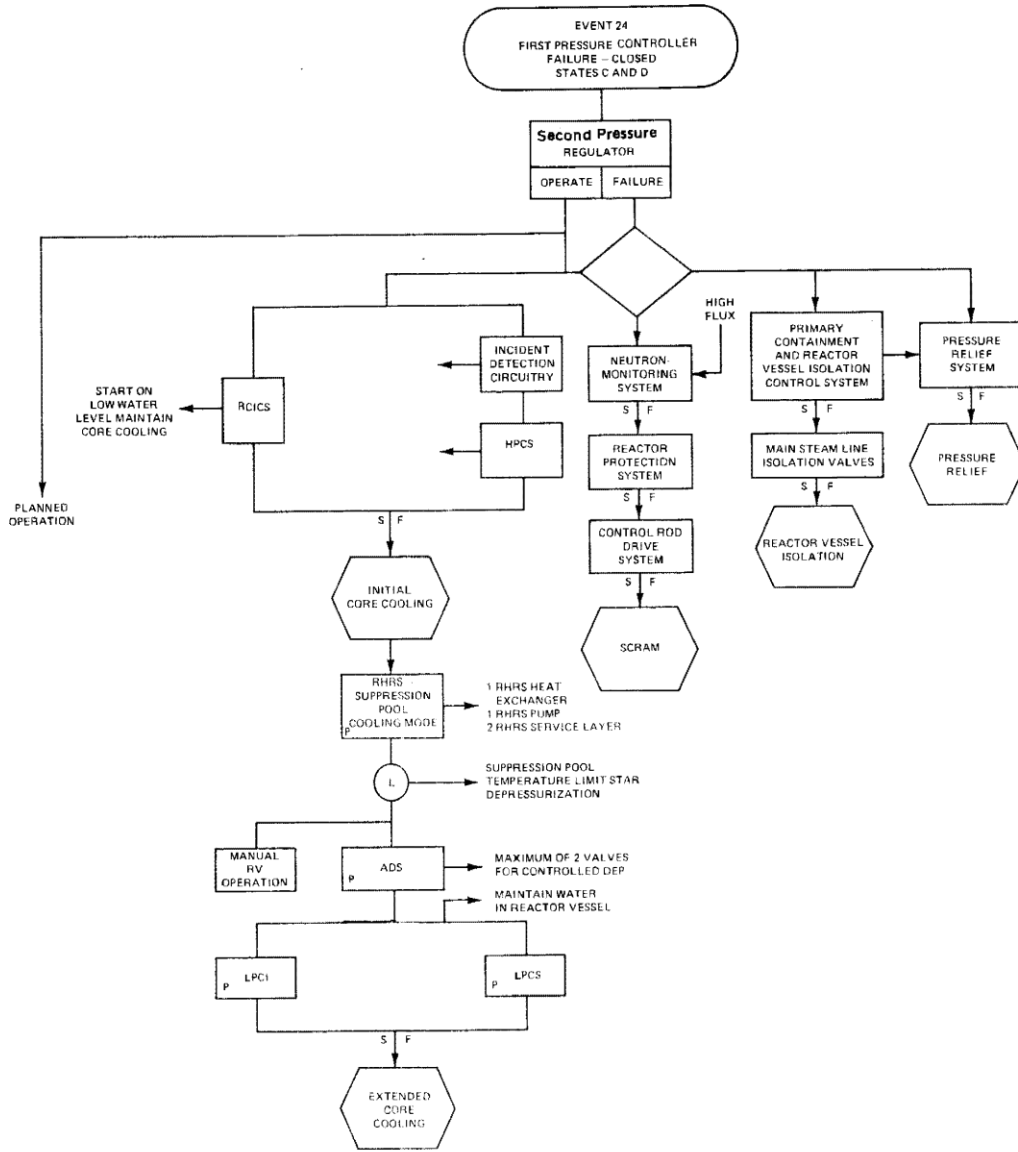 EVENT 24
FIRST PRESSURE CONTROLLER
FAILURE – CLOSED
STATES C AND D
Second Pressure
REGULATOR
OPERATE
FAILURE
HIGH
FLUX
INCIDENT
DETECTION
CIRCUITRY
NEUTRON-
MONITORING
SYSTEM
PRIMARY
CONTAINMENT
AND REACTOR
VESSEL ISOLATION
CONTROL SYSTEM
PRESSURE
RELIEF
SYSTEM
START ON
LOW WATER
LEVEL MAINTAIN
CORE COOLING
RCICS
HPCS
S F
S F
S F
REACTOR
PROTECTION
SYSTEM
MAIN STEAM LINE
ISOLATION VALVES
PRESSURE
RELIEF
PLANNED
OPERATION
S F
S F
S F
CONTROL ROD
DRIVE
SYSTEM
REACTOR VESSEL
ISOLATION
S F
INITIAL
CORE COOLING
SCRAM
RHRS
SUPPRESSION
POOL
COOLING MODE
P
1 RHRS HEAT
EXCHANGER
1 RHRS PUMP
2 RHRS SERVICE LAYER
L
SUPPRESSION POOL
TEMPERATURE LIMIT STAR
DEPRESSURIZATION
MANUAL
RV
OPERATION
ADS
P
MAXIMUM OF 2 VALVES
FOR CONTROLLED DEP
MAINTAIN WATER
IN REACTOR VESSEL
LPCI
P
LPCS
P
S F
EXTENDED
CORE
COOLING